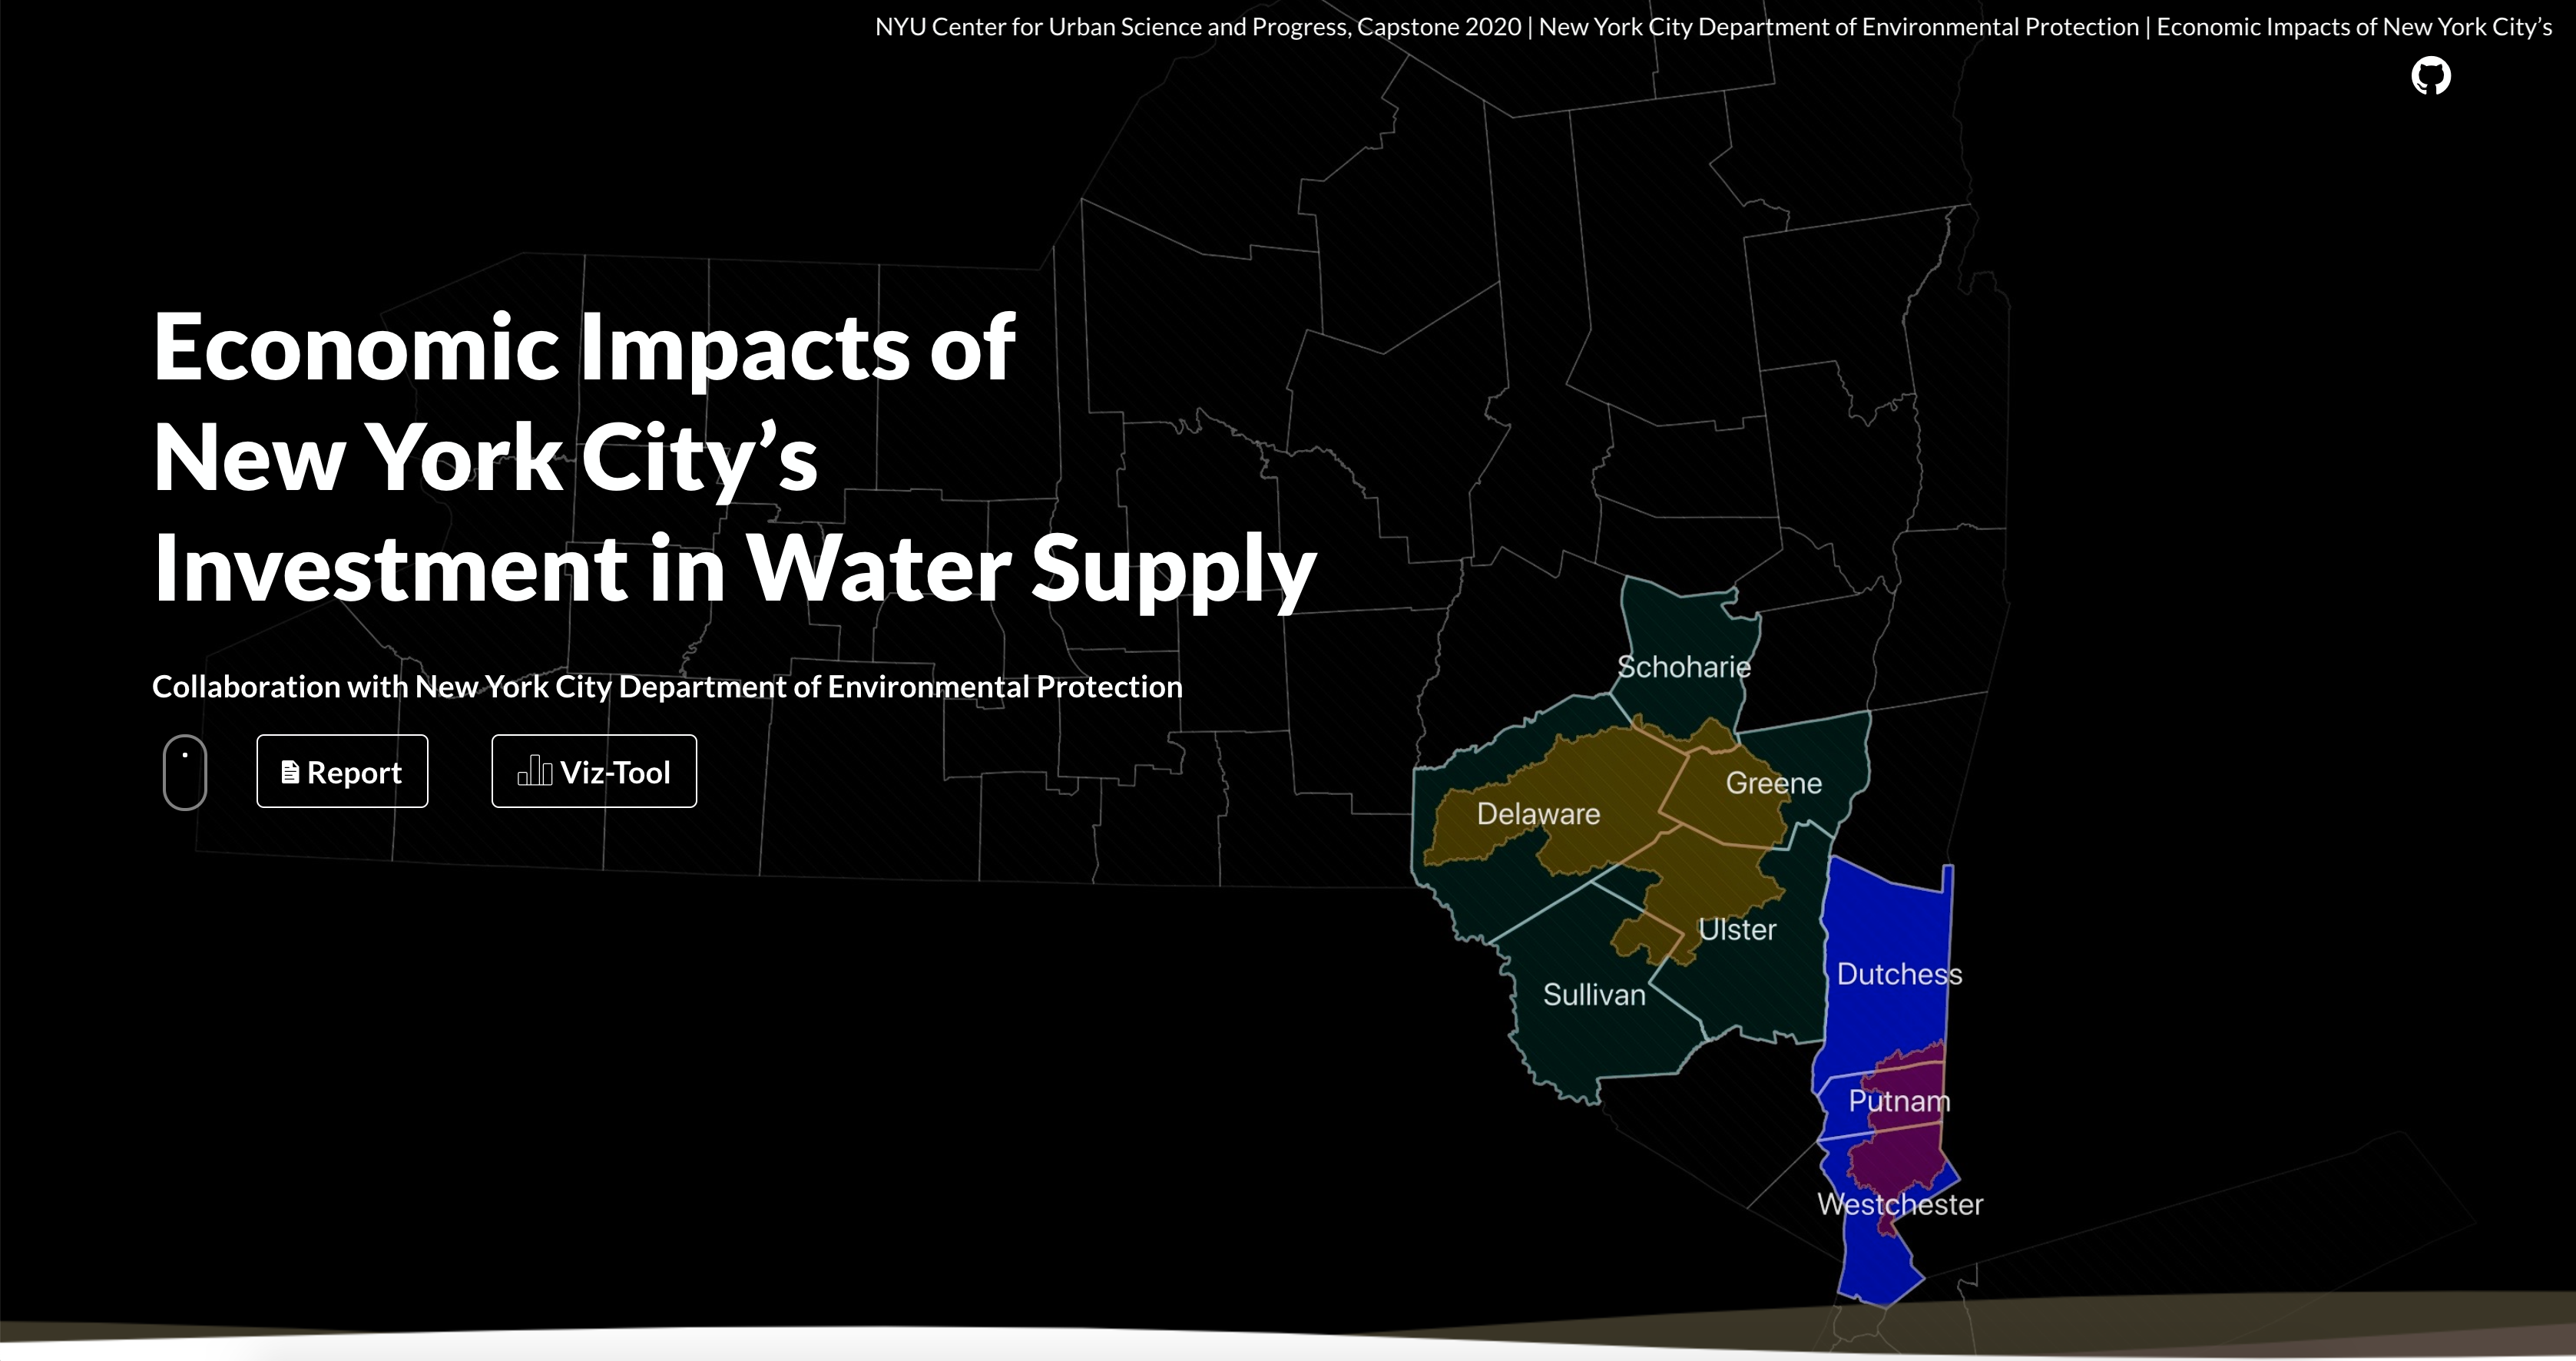 NYU Center for Urban Science and Progress, Capstone 2020 | New York City Department of Environmental Protection | Economic Impacts of New York City’s
Economic Impacts of
New York City’s
Investment in Water Supply
Collaboration with New York City Department of Environmental Protection
Report
Viz-Tool
Schoharie
Greene
Delaware
Ulster
Dutchess
Sullivan
Putnam
Westchester